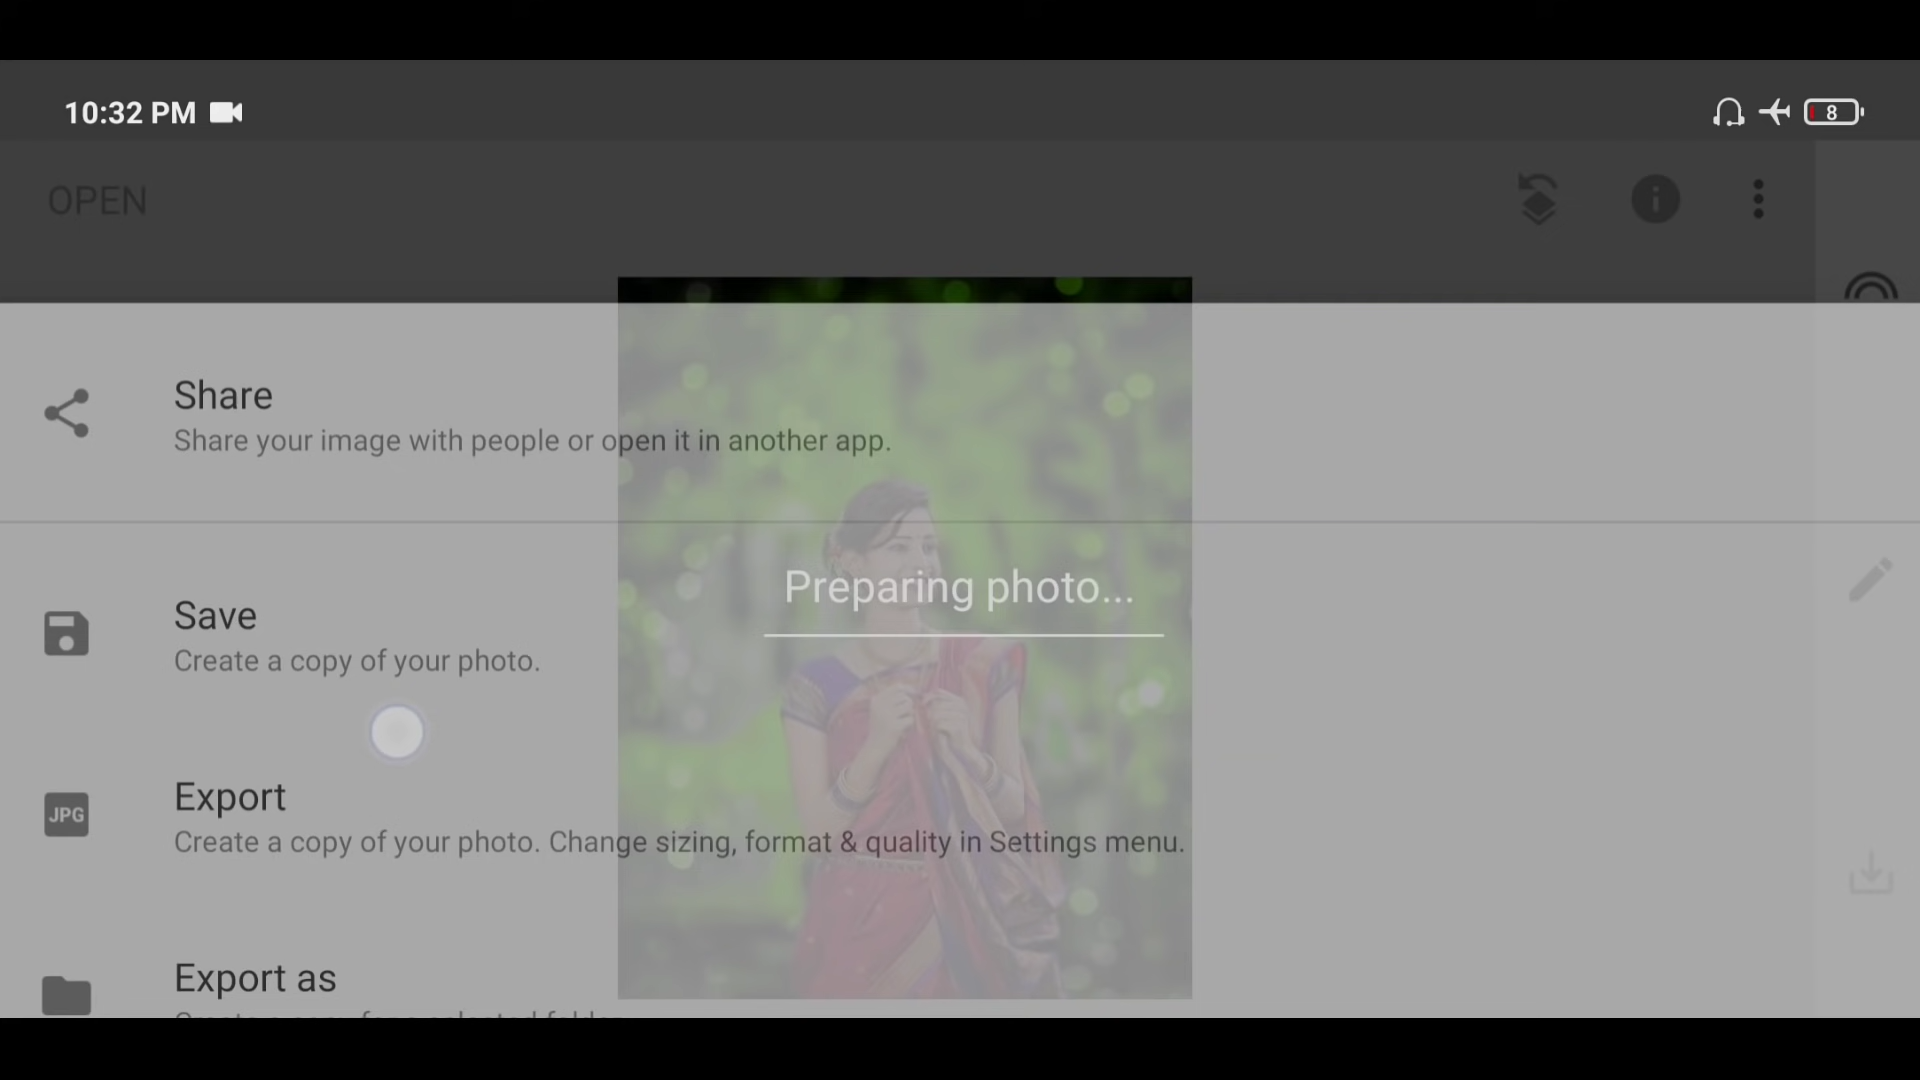 10:32 PM
8
OPEN
Share
Share your image with people or open it in another app.
Preparing photo...
Save
Create a copy of your photo.
JPG
Export
Create a copy of your photo. Change sizing, format & quality in Settings menu.
Export as